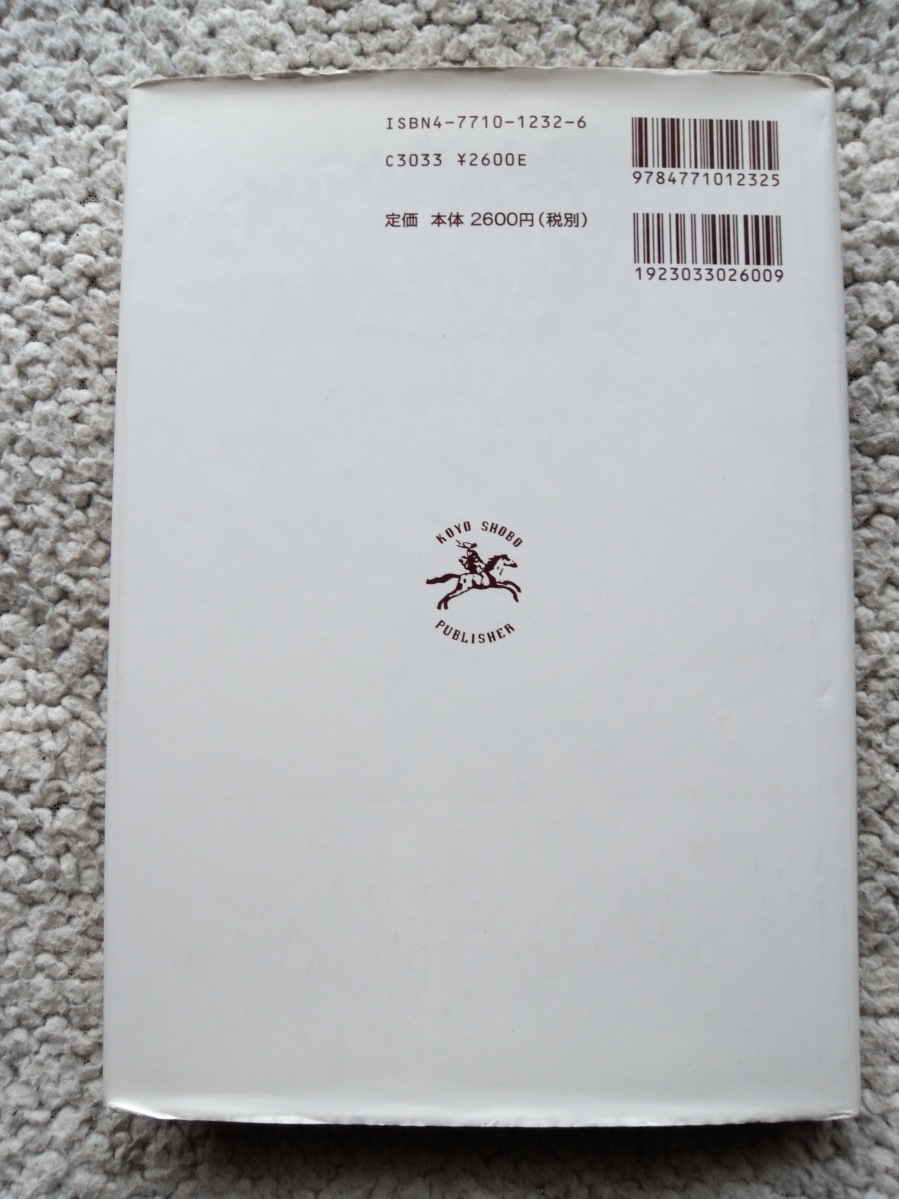 ISBN4-7710-1232-6
C3033 ¥2600E
定価 本体2600円(税別)
9784771012325
1923033026009
KOYO SHOBO
PUBLISHER